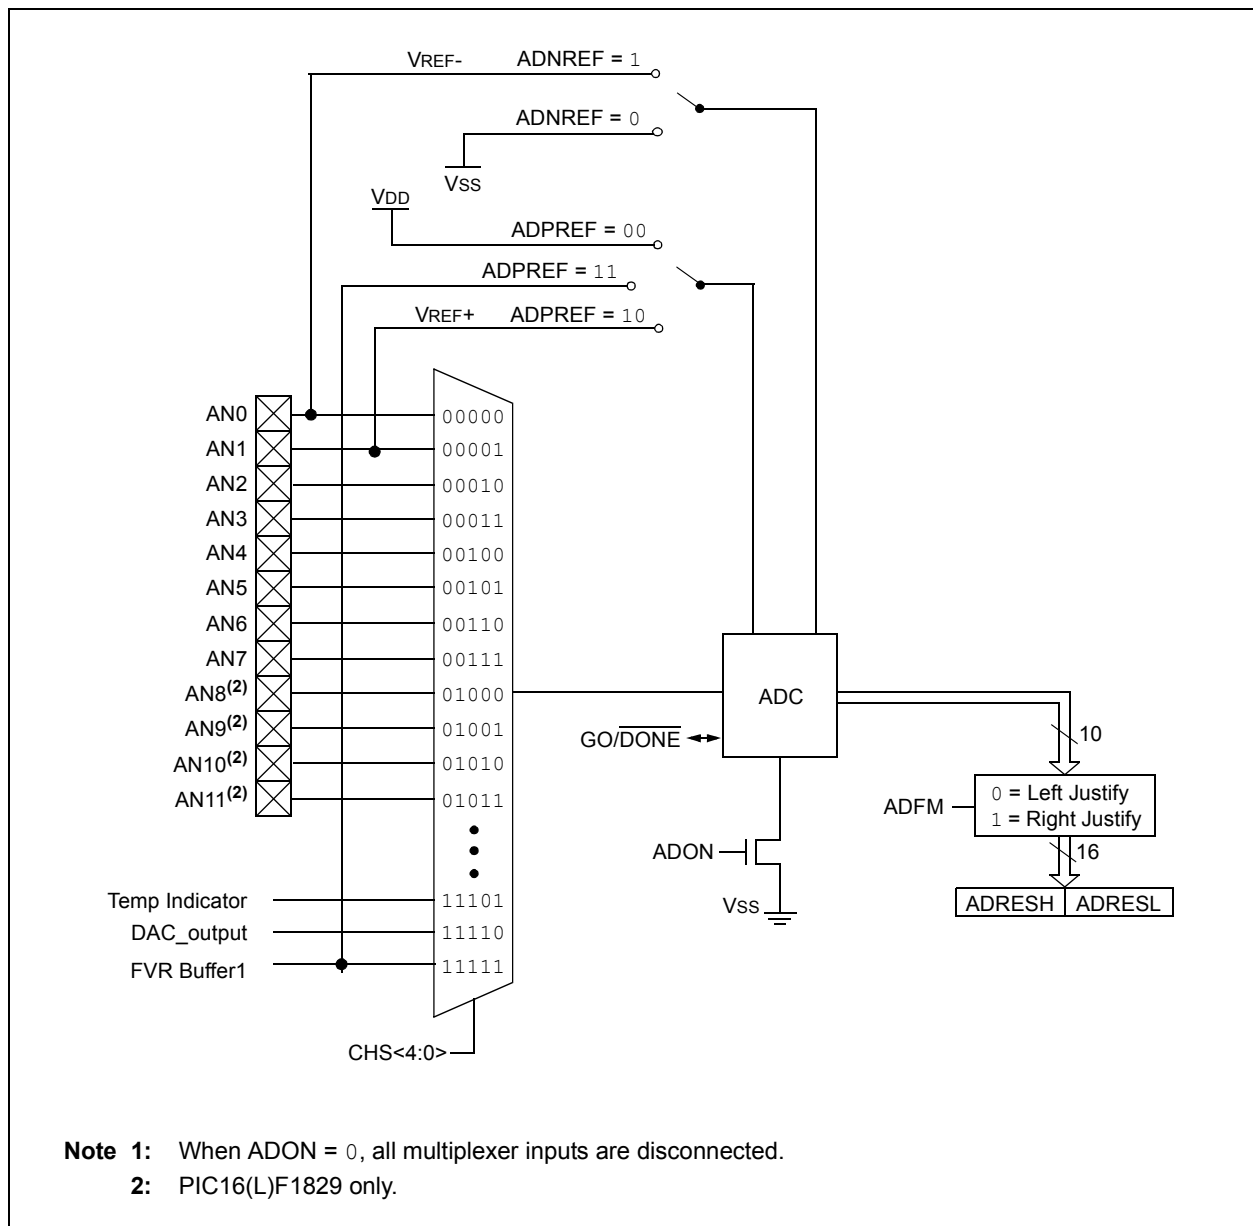 VREF- ADNREF = 1
ADNREF = 0
VSS
VDD
ADPREF = 00
ADPREF = 11
VREF+ ADPREF = 10
AN0 00000
AN1 00001
AN2 00010
AN3 00011
AN4 00100
AN5 00101
AN6 00110
AN7 00111
AN8(2) 01000
AN9(2) 01001
AN10(2) 01010
AN11(2) 01011
ADC
GO/DONE
10
ADFM
0 = Left Justify
1 = Right Justify
16
ADRESH ADRESL
ADON
VSS
Temp Indicator 11101
DAC_output 11110
FVR Buffer1 11111
CHS<4:0>
Note 1: When ADON = 0, all multiplexer inputs are disconnected.
2: PIC16(L)F1829 only.